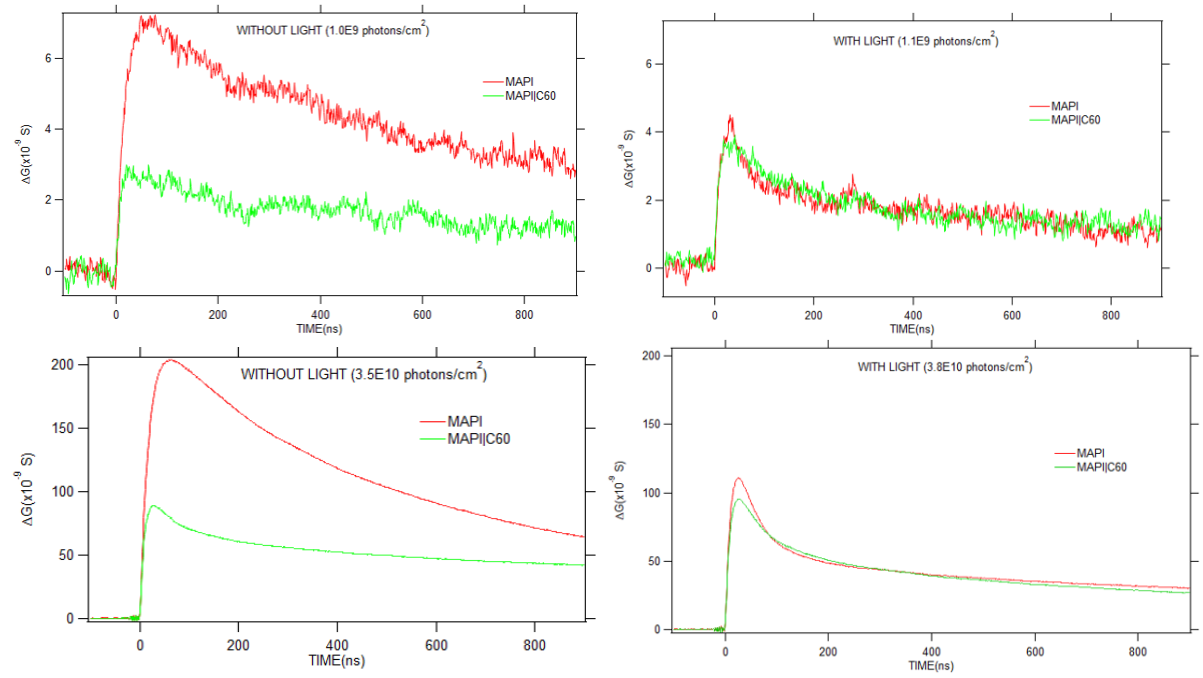 WITHOUT LIGHT (1.0E9 photons/cm²)
MAPI
MAPI|C60
ΔG(x10⁻⁹ S)
6
4
2
0
0
200
400
600
800
TIME(ns)
WITH LIGHT (1.1E9 photons/cm²)
MAPI
MAPI|C60
ΔG(x10⁻⁹ S)
6
4
2
0
0
200
400
600
800
TIME(ns)
WITHOUT LIGHT (3.5E10 photons/cm²)
MAPI
MAPI|C60
ΔG(x10⁻⁹ S)
200
150
100
50
0
0
200
400
600
800
TIME(ns)
WITH LIGHT (3.8E10 photons/cm²)
MAPI
MAPI|C60
ΔG(x10⁻⁹ S)
200
150
100
50
0
0
200
400
600
800
TIME(ns)